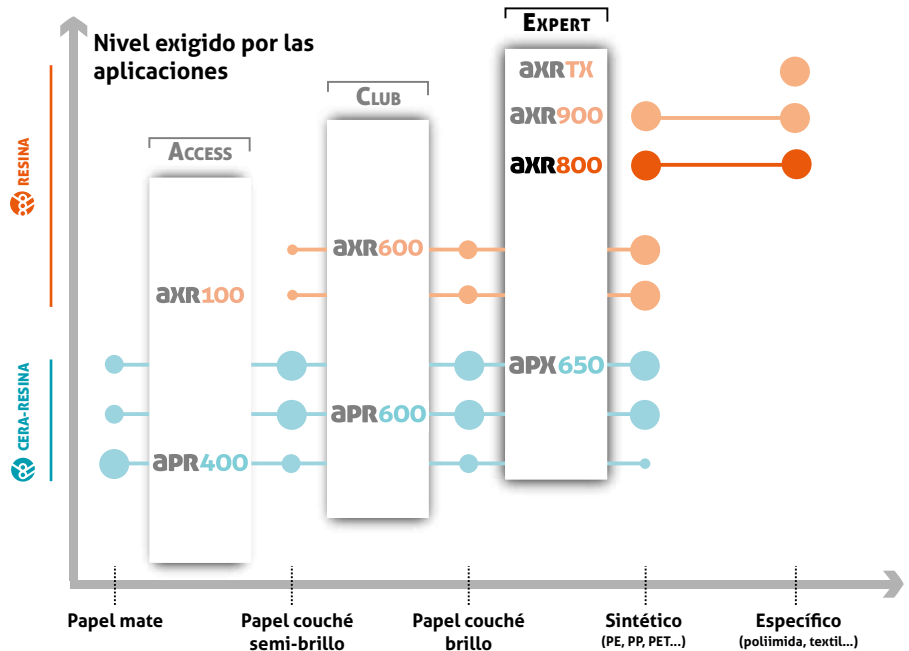 Nivel exigido por las
aplicaciones
EXPERT
CLUB
ACCESS
RESINA
CERA-RESINA
aXRTX
aXR900
aXR800
aXR600
aXR100
aPX650
aPR600
aPR400
Papel mate
Papel couché
semi-brillo
Papel couché
brillo
Sintético
(PE, PP, PET...)
Específico
(poliimida, textil...)